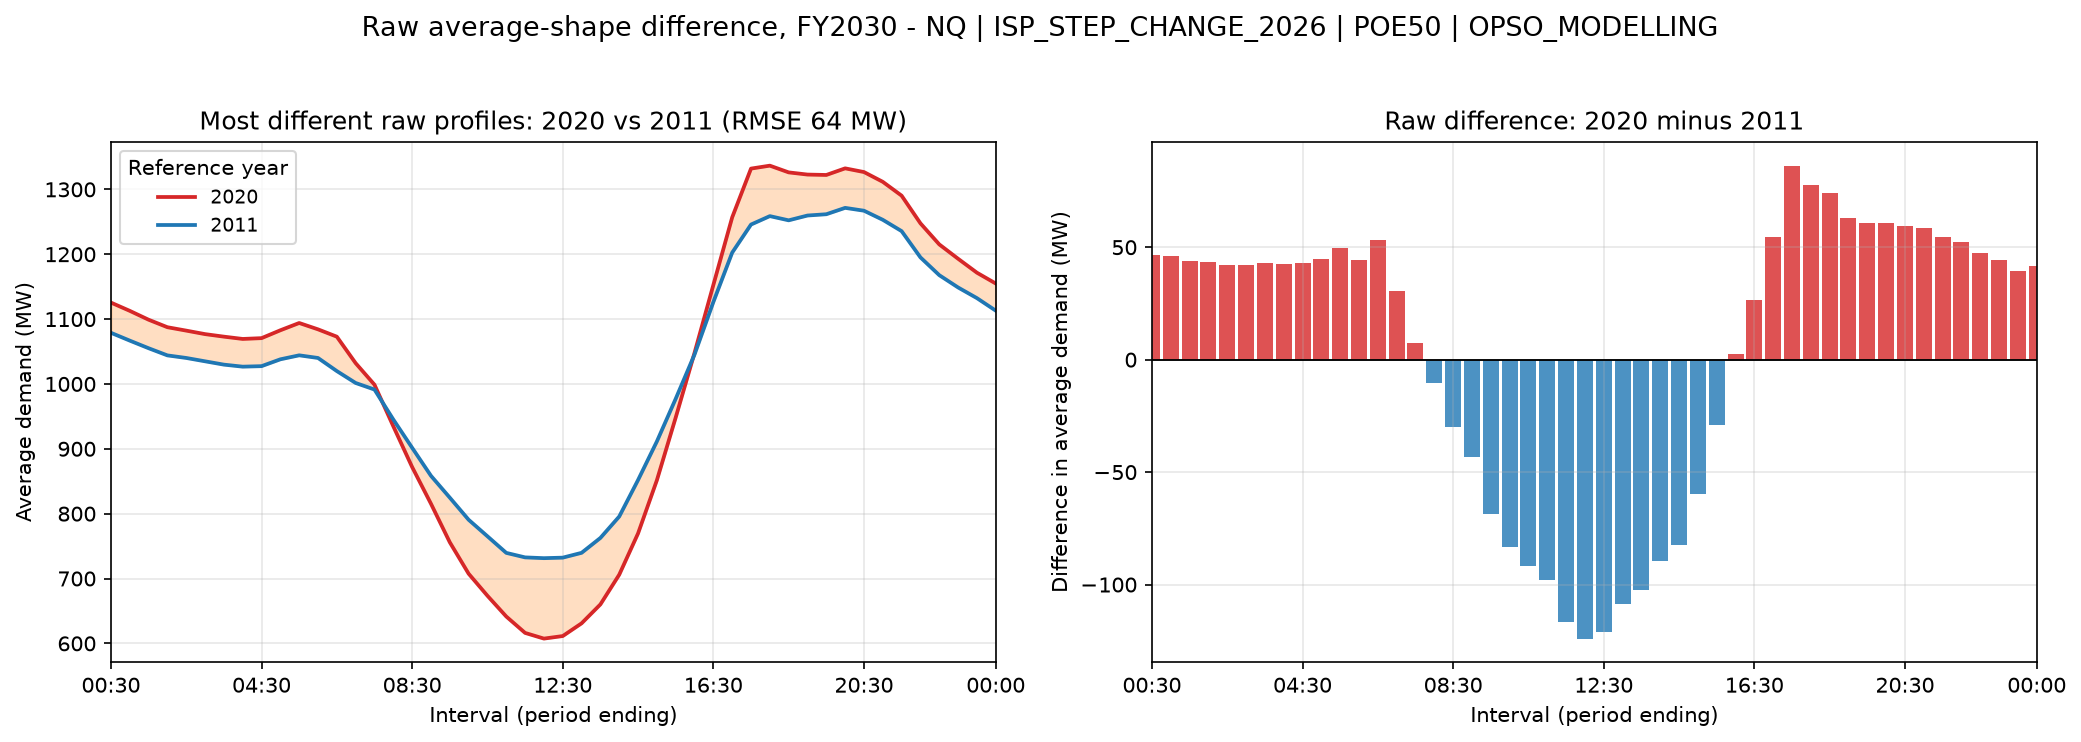 Raw average-shape difference, FY2030 - NQ | ISP_STEP_CHANGE_2026 | POE50 | OPSO_MODELLING
Most different raw profiles: 2020 vs 2011 (RMSE 64 MW)
Average demand (MW)
1300
1200
1100
1000
900
800
700
600
Reference year
2020
2011
00:30 04:30 08:30 12:30 16:30 20:30 00:00
Interval (period ending)
Raw difference: 2020 minus 2011
Difference in average demand (MW)
50
0
−50
−100
00:30 04:30 08:30 12:30 16:30 20:30 00:00
Interval (period ending)